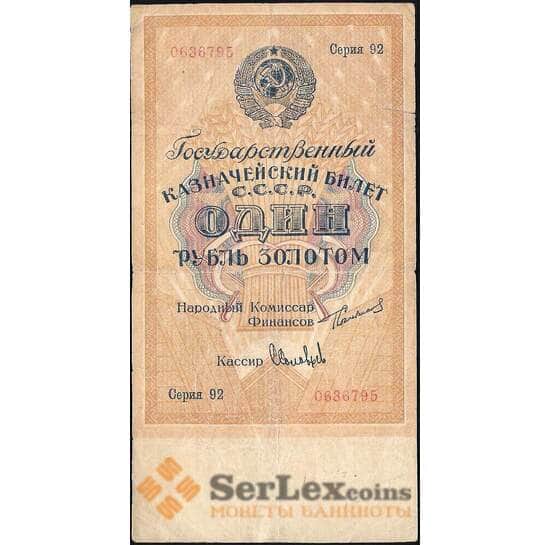 0636795 Серия 92
Государственный
КАЗНАЧЕЙСКИЙ БИЛЕТ
С.С.С.Р.
ОДИН
РУБЛЬ ЗОЛОТОМ
Народный Комиссар
Финансов
Кассир
Серия 92 0636795
SerLexcoins
МОНЕТЫ БАНКНОТЫ